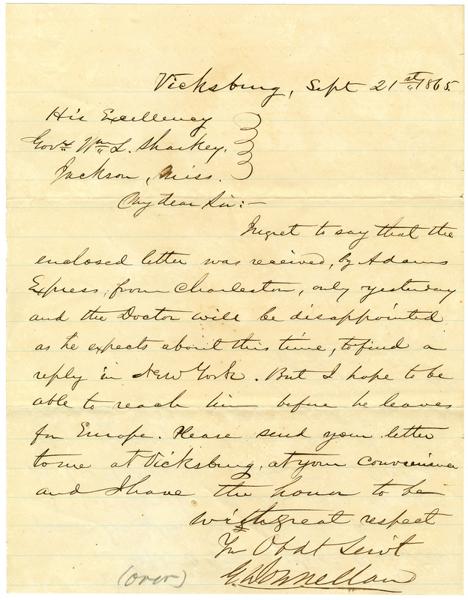 Vicksburg, Sept 21st 1865
His Excellency
Gov. Wm. L. Sharkey,
Jackson, Miss.
My dear Sir:-
I regret to say that the
enclosed letter was received, by Adams
Express, from Charleston, only yesterday
and the Doctor will be disappointed
as he expects about this time, to find a
reply in New York. But I hope to be
able to reach him before he leaves
for Europe. Please send your letter
to me at Vicksburg, at your convenience
and I have the honor to be
with great respect
Yr Obdt Servt
(over)